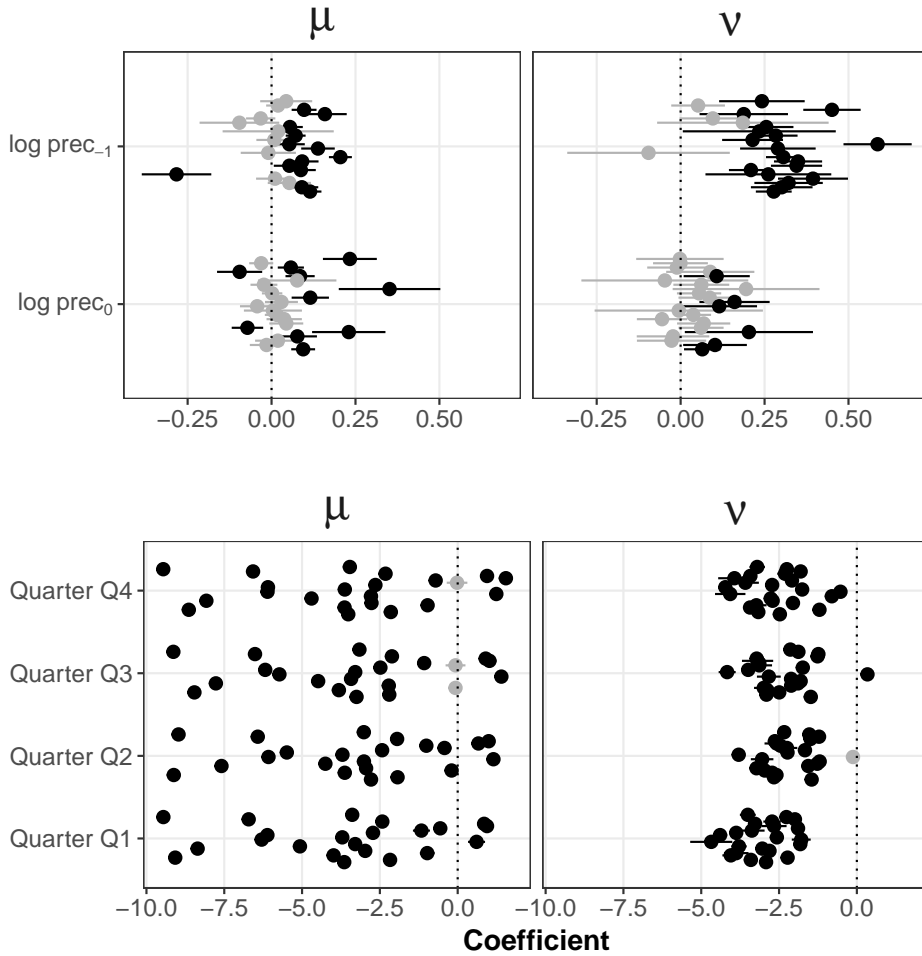 μ ν
log prec₋₁
log prec₀
−0.25 0.00 0.25 0.50 −0.25 0.00 0.25 0.50
μ ν
Quarter Q4
Quarter Q3
Quarter Q2
Quarter Q1
−10.0 −7.5 −5.0 −2.5 0.0 −10.0 −7.5 −5.0 −2.5 0.0
Coefficient